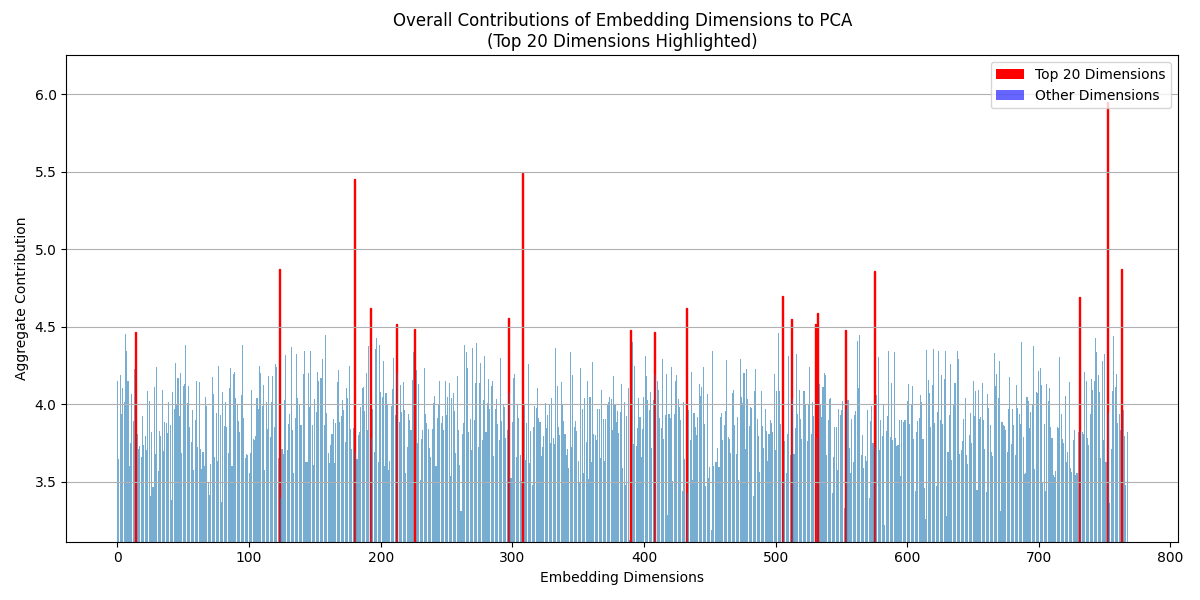 Overall Contributions of Embedding Dimensions to PCA
(Top 20 Dimensions Highlighted)
Top 20 Dimensions
Other Dimensions
6.0
5.5
5.0
4.5
4.0
3.5
Aggregate Contribution
0 100 200 300 400 500 600 700 800
Embedding Dimensions